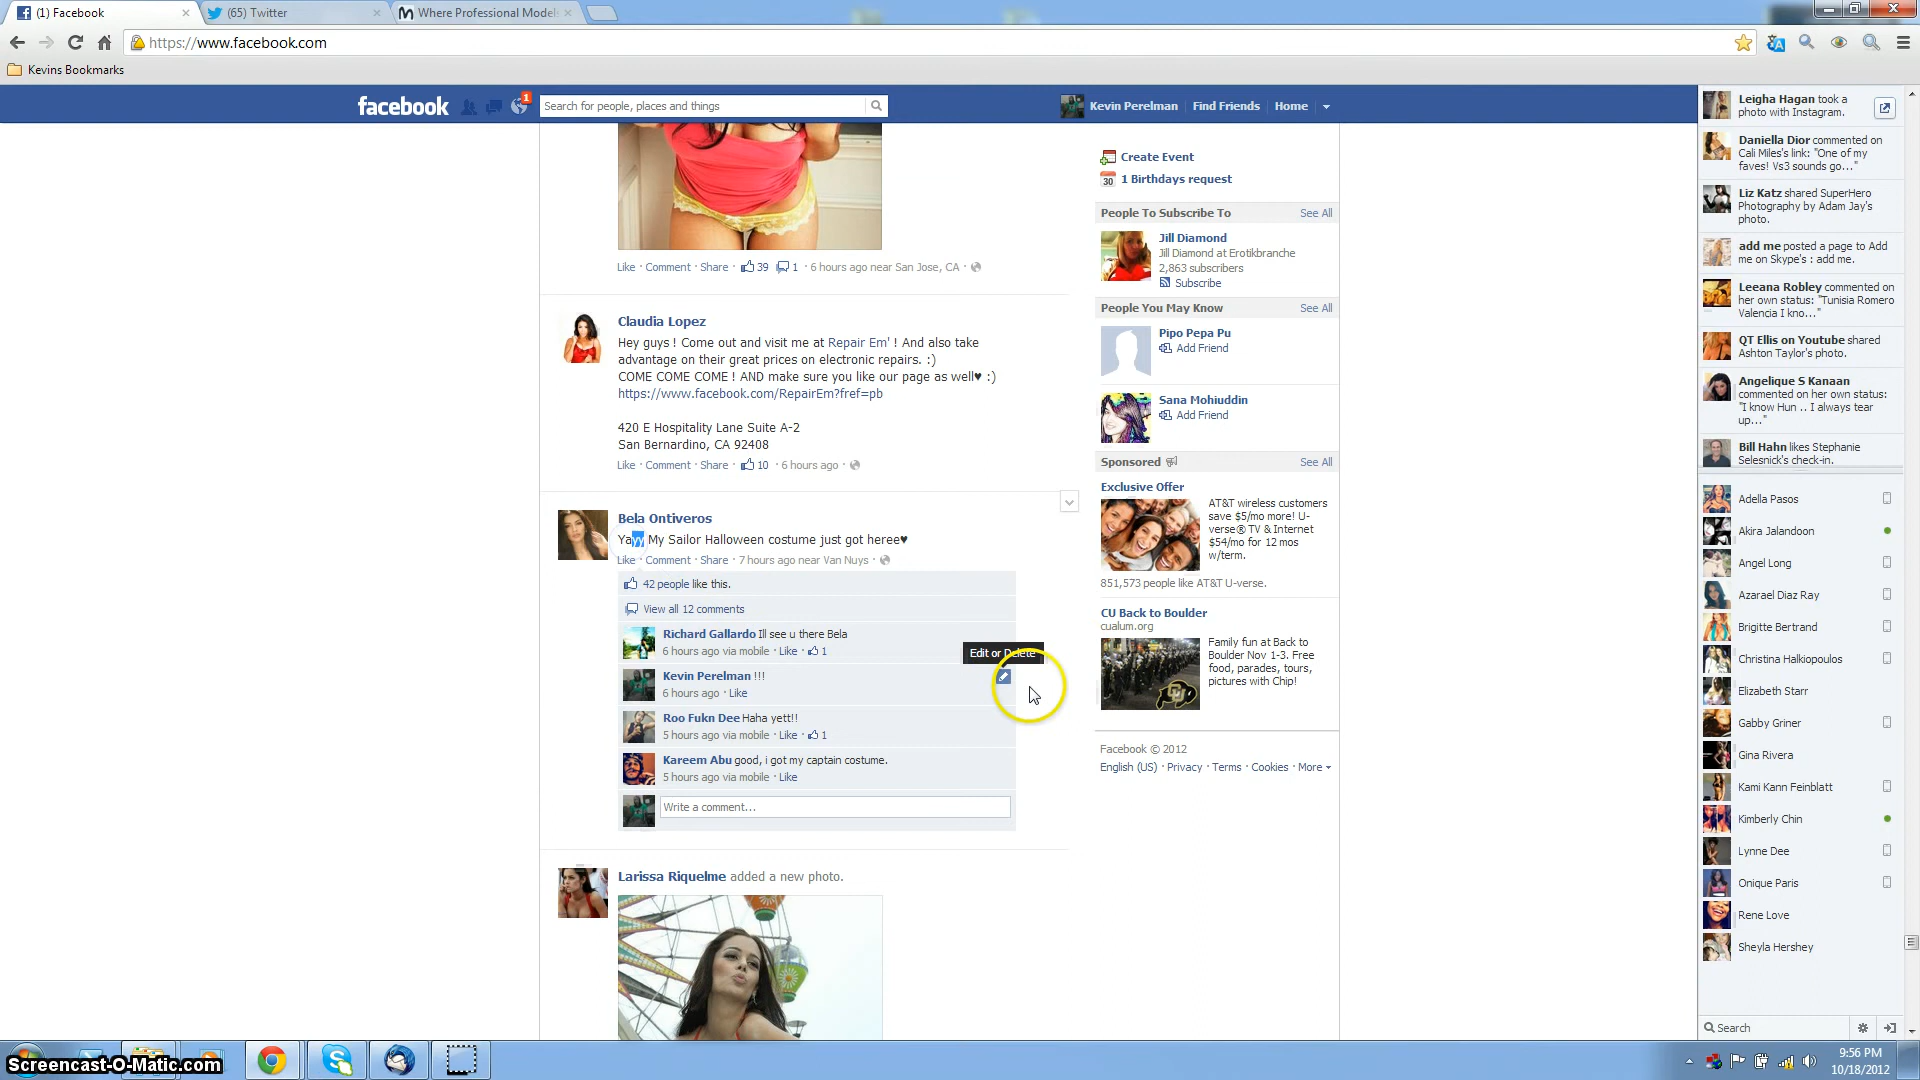 (1) Facebook
(65) Twitter
Where Professional Models
https://www.facebook.com
Kevins Bookmarks
facebook
1
Search for people, places and things
Kevin Perelman
Find Friends
Home
Like · Comment · Share · 39 1 · 6 hours ago near San Jose, CA ·
Claudia Lopez
Hey guys ! Come out and visit me at Repair Em' ! And also take
advantage on their great prices on electronic repairs. :)
COME COME COME ! AND make sure you like our page as well♥ :)
https://www.facebook.com/RepairEm?fref=pb
420 E Hospitality Lane Suite A-2
San Bernardino, CA 92408
Like · Comment · Share · 10 · 6 hours ago ·
Bela Ontiveros
Yayy My Sailor Halloween costume just got heree♥
Like · Comment · Share · 7 hours ago near Van Nuys ·
42 people like this.
View all 12 comments
Richard Gallardo Ill see u there Bela
6 hours ago via mobile · Like · 1
Edit or Delete
Kevin Perelman !!!
6 hours ago · Like
Roo Fukn Dee Haha yett!!
5 hours ago via mobile · Like · 1
Kareem Abu good, i got my captain costume.
5 hours ago via mobile · Like
Write a comment...
Larissa Riquelme added a new photo.
Create Event
30 1 Birthdays request
People To Subscribe To See All
Jill Diamond
Jill Diamond at Erotikbranche
2,863 subscribers
Subscribe
People You May Know See All
Pipo Pepa Pu
Add Friend
Sana Mohiuddin
Add Friend
Sponsored See All
Exclusive Offer
AT&T wireless customers
save $5/mo more! U-
verse® TV & Internet
$54/mo for 12 mos
w/term.
851,573 people like AT&T U-verse.
CU Back to Boulder
cualum.org
Family fun at Back to
Boulder Nov 1-3. Free
food, parades, tours,
pictures with Chip!
CU
Facebook © 2012
English (US) · Privacy · Terms · Cookies · More
Leigha Hagan took a
photo with Instagram.
Daniella Dior commented on
Cali Miles's link: "One of my
faves! Vs3 sounds go..."
Liz Katz shared SuperHero
Photography by Adam Jay's
photo.
add me posted a page to Add
me on Skype's : add me.
Leeana Robley commented on
her own status: "Tunisia Romero
Valencia I kno..."
QT Ellis on Youtube shared
Ashton Taylor's photo.
Angelique S Kanaan
commented on her own status:
"I know Hun .. I always tear
up..."
Bill Hahn likes Stephanie
Selesnick's check-in.
Adella Pasos
Akira Jalandoon
Angel Long
Azarael Diaz Ray
Brigitte Bertrand
Christina Halkiopoulos
Elizabeth Starr
Gabby Griner
Gina Rivera
Kami Kann Feinblatt
Kimberly Chin
Lynne Dee
Onique Paris
Rene Love
Sheyla Hershey
Search
Screencast-O-Matic.com
9:56 PM
10/18/2012